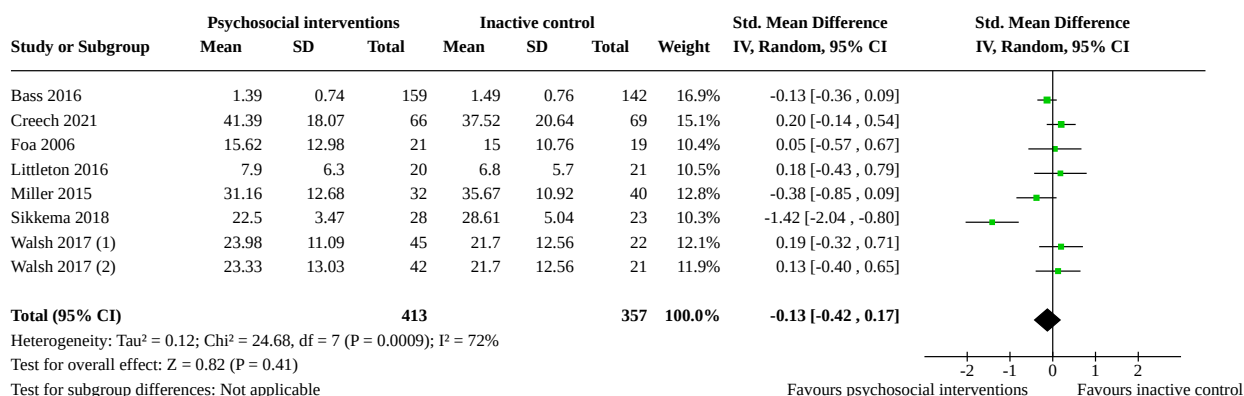 Psychosocial interventions Inactive control Std. Mean Difference Std. Mean Difference
Study or Subgroup Mean SD Total Mean SD Total Weight IV, Random, 95% CI IV, Random, 95% CI
Bass 2016 1.39 0.74 159 1.49 0.76 142 16.9% -0.13 [-0.36 , 0.09]
Creech 2021 41.39 18.07 66 37.52 20.64 69 15.1% 0.20 [-0.14 , 0.54]
Foa 2006 15.62 12.98 21 15 10.76 19 10.4% 0.05 [-0.57 , 0.67]
Littleton 2016 7.9 6.3 20 6.8 5.7 21 10.5% 0.18 [-0.43 , 0.79]
Miller 2015 31.16 12.68 32 35.67 10.92 40 12.8% -0.38 [-0.85 , 0.09]
Sikkema 2018 22.5 3.47 28 28.61 5.04 23 10.3% -1.42 [-2.04 , -0.80]
Walsh 2017 (1) 23.98 11.09 45 21.7 12.56 22 12.1% 0.19 [-0.32 , 0.71]
Walsh 2017 (2) 23.33 13.03 42 21.7 12.56 21 11.9% 0.13 [-0.40 , 0.65]
Total (95% CI) 413 357 100.0% -0.13 [-0.42 , 0.17]
Heterogeneity: Tau² = 0.12; Chi² = 24.68, df = 7 (P = 0.0009); I² = 72%
Test for overall effect: Z = 0.82 (P = 0.41)
-2 -1 0 1 2
Test for subgroup differences: Not applicable Favours psychosocial interventions Favours inactive control